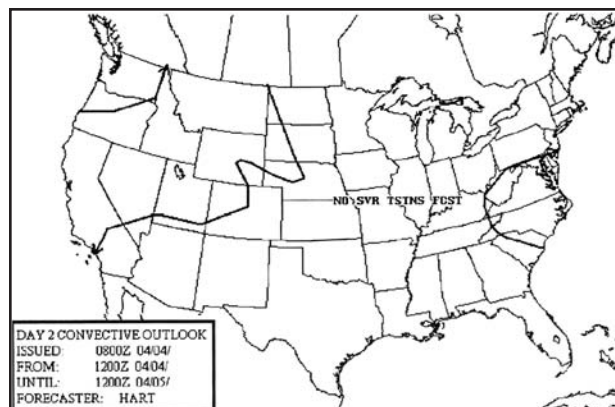 NO SVR TSTMS FCST
DAY 2 CONVECTIVE OUTLOOK
ISSUED: 0800Z 04/04/
FROM: 1200Z 04/04/
UNTIL: 1200Z 04/05/
FORECASTER: HART